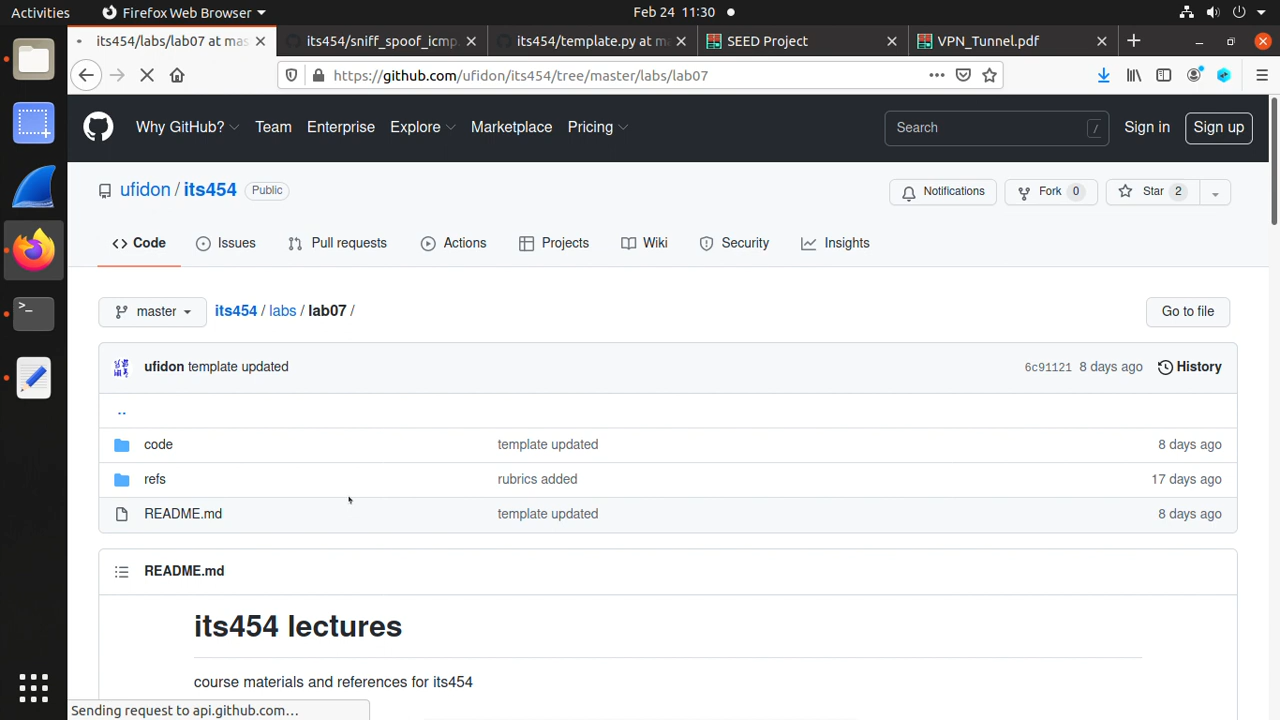 Activities Firefox Web Browser Feb 24 11:30
its454/labs/lab07 at mas its454/sniff_spoof_icmp. its454/template.py at m SEED Project VPN_Tunnel.pdf
https://github.com/ufidon/its454/tree/master/labs/lab07
Why GitHub? Team Enterprise Explore Marketplace Pricing Search / Sign in Sign up
ufidon / its454 Public Notifications Fork 0 Star 2
Code Issues Pull requests Actions Projects Wiki Security Insights
master its454 / labs / lab07 / Go to file
ufidon template updated 6c91121 8 days ago History
..
code template updated 8 days ago
refs rubrics added 17 days ago
README.md template updated 8 days ago
README.md
its454 lectures
course materials and references for its454
Sending request to api.github.com…